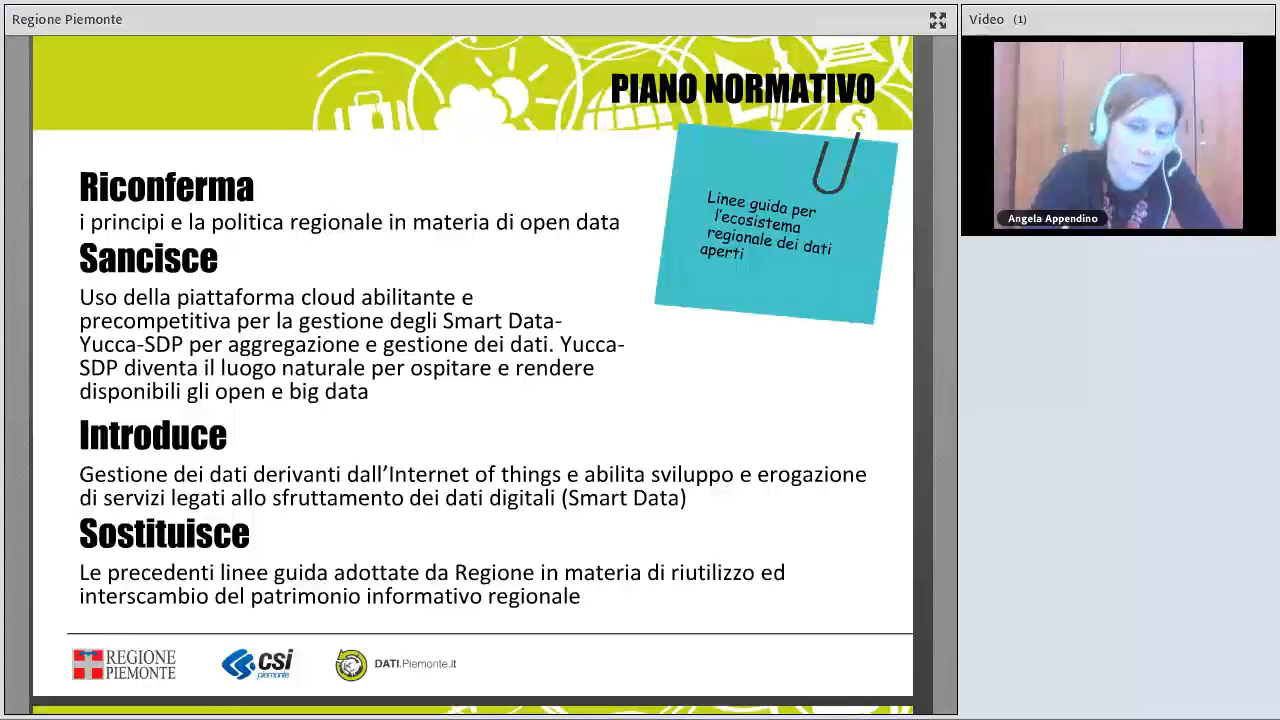 Regione Piemonte
Video (1)
PIANO NORMATIVO
Riconferma
i principi e la politica regionale in materia di open data
Sancisce
Uso della piattaforma cloud abilitante e
precompetitiva per la gestione degli Smart Data-
Yucca-SDP per aggregazione e gestione dei dati. Yucca-
SDP diventa il luogo naturale per ospitare e rendere
disponibili gli open e big data
Linee guida per
l'ecosistema
regionale dei dati
aperti
Angela Appendino
Introduce
Gestione dei dati derivanti dall'Internet of things e abilita sviluppo e erogazione
di servizi legati allo sfruttamento dei dati digitali (Smart Data)
Sostituisce
Le precedenti linee guida adottate da Regione in materia di riutilizzo ed
interscambio del patrimonio informativo regionale
REGIONE
PIEMONTE
csi
piemonte
DATI.Piemonte.it